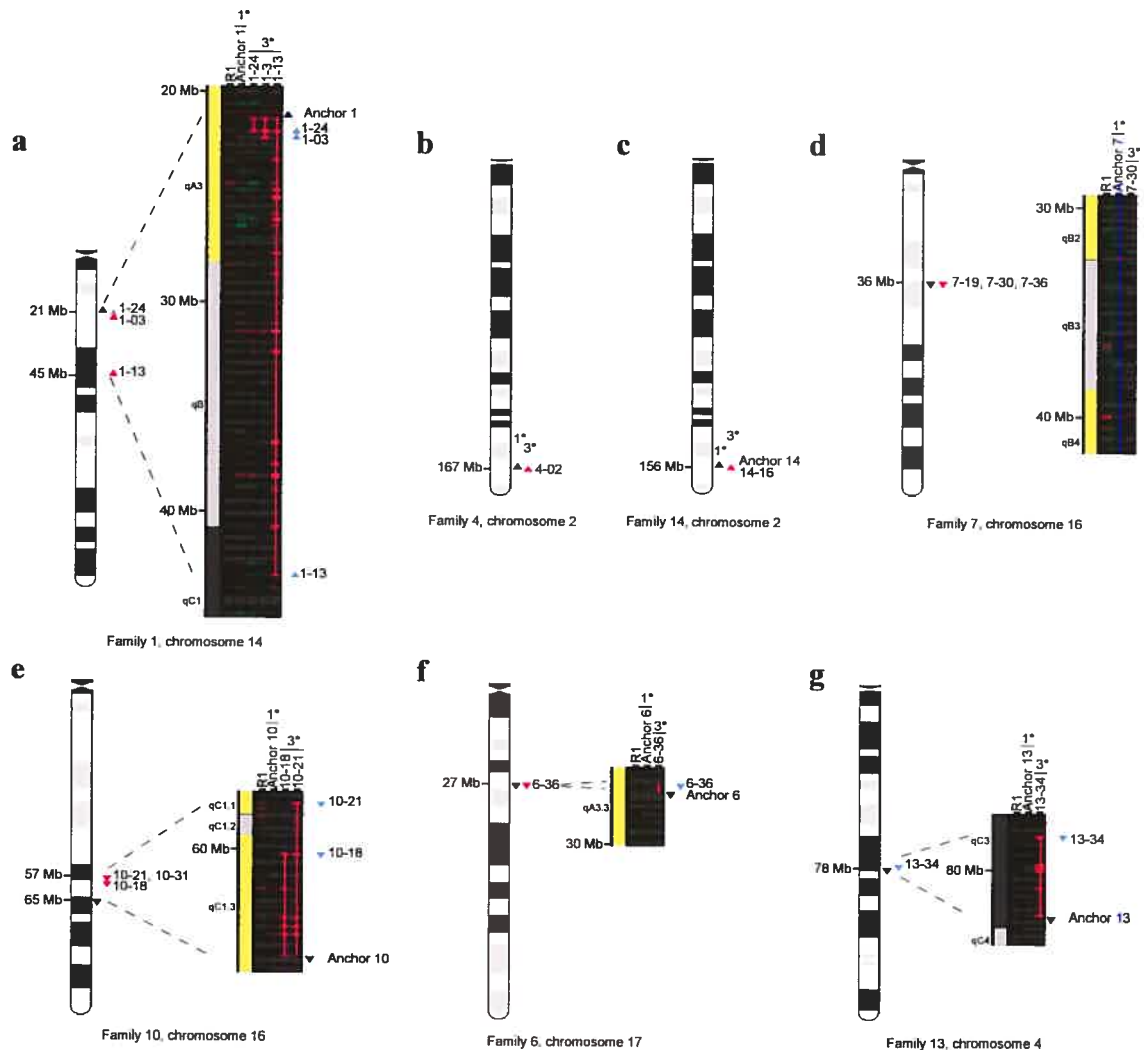 a
21 Mb
45 Mb
1-24
1-03
1-13
R1
Anchor 1 | 1°
1-24 | 3°
1-3
1-13
20 Mb
30 Mb
40 Mb
qA3
qB
qC1
Anchor 1
1-24
1-03
1-13
Family 1, chromosome 14
b
1°
3°
167 Mb
4-02
Family 4, chromosome 2
c
3°
1°
156 Mb
Anchor 14
14-16
Family 14, chromosome 2
d
36 Mb
7-19, 7-30, 7-36
R1
Anchor 7 | 1°
7-30 | 3°
30 Mb
40 Mb
qB2
qB3
qB4
Family 7, chromosome 16
e
57 Mb
65 Mb
10-21, 10-31
10-18
R1
Anchor 10 | 1°
10-18 | 3°
10-21
qC1.1
qC1.2
60 Mb
qC1.3
10-21
10-18
Anchor 10
Family 10, chromosome 16
f
27 Mb
6-36
R1
Anchor 6 | 1°
6-36 | 3°
qA3.3
30 Mb
6-36
Anchor 6
Family 6, chromosome 17
g
78 Mb
13-34
R1
Anchor 13 | 1°
13-34 | 3°
qC3
80 Mb
qC4
13-34
Anchor 13
Family 13, chromosome 4